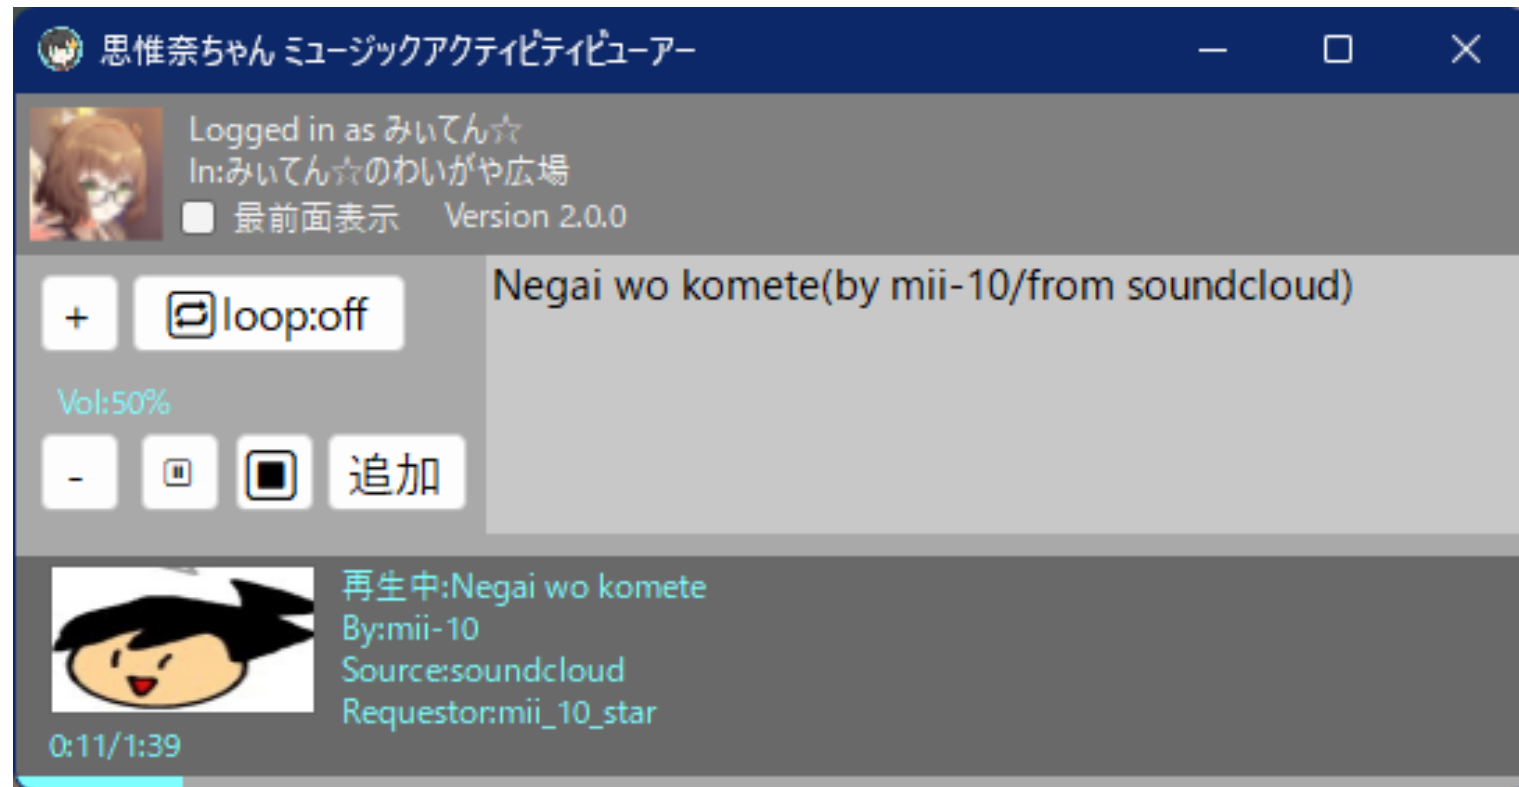 思惟奈ちゃん ミュージックアクティビティビューアー
Logged in as みぃてん☆
In:みぃてん☆のわいがや広場
最前面表示 Version 2.0.0
+ loop:off
Negai wo komete(by mii-10/from soundcloud)
Vol:50%
- 追加
再生中:Negai wo komete
By:mii-10
Source:soundcloud
Requestor:mii_10_star
0:11/1:39